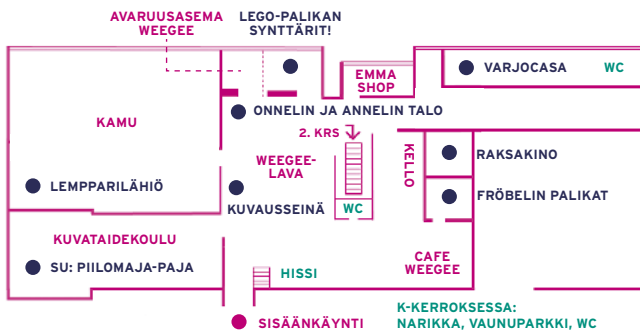 AVARUUSASEMA
WEEGEE
LEGO-PALIKAN
SYNTTÄRIT!
EMMA
SHOP
VARJOCASA
WC
KAMU
ONNELIN JA ANNELIN TALO
2. KRS
WEEGEE-
LAVA
KELLO
RAKSAKINO
LEMPPARILÄHIÖ
KUVAUSSEINÄ
WC
FRÖBELIN PALIKAT
KUVATAIDEKOULU
SU: PIILOMAJA-PAJA
HISSI
CAFE
WEEGEE
SISÄÄNKÄYNTI
K-KERROKSESSA:
NARIKKA, VAUNUPARKKI, WC